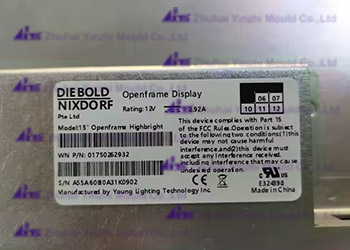 Zhuhai Yinzhi Mould Co., Ltd.
DIEBOLD
NIXDORF
Pte Ltd
Openframe Display
Rating: 12V 2.92A
06 07
10 11 12
Model:15" Openframe Highbright
WN P/N: 01750262932
This device complies with Part 15
of the FCC Rules.Operation is subject
to the following two conditions:
(1)this device may not cause harmful
interference,and(2)this device
must accept any interference
received,including interference
that may cause undesired
operation.
S/N A65A60B0A31K0902
E324898
Manufactured by Young Lighting Technology Inc.
Made in China